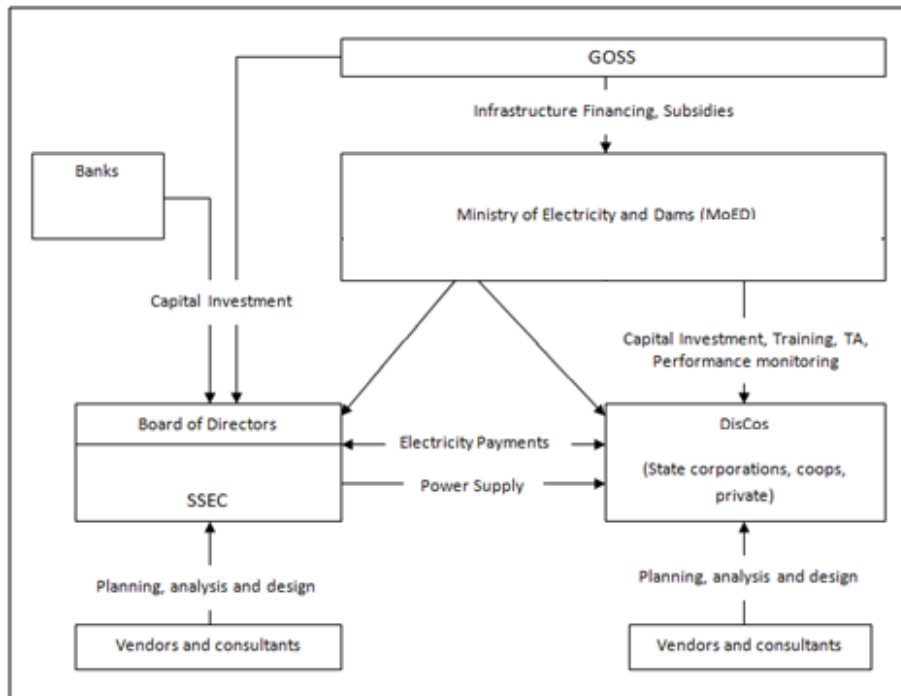 GOSS
Infrastructure Financing, Subsidies
Banks
Ministry of Electricity and Dams (MoED)
Capital Investment
Capital Investment, Training, TA,
Performance monitoring
Board of Directors
SSEC
Electricity Payments
Power Supply
DisCos
(State corporations, coops,
private)
Planning, analysis and design
Planning, analysis and design
Vendors and consultants
Vendors and consultants